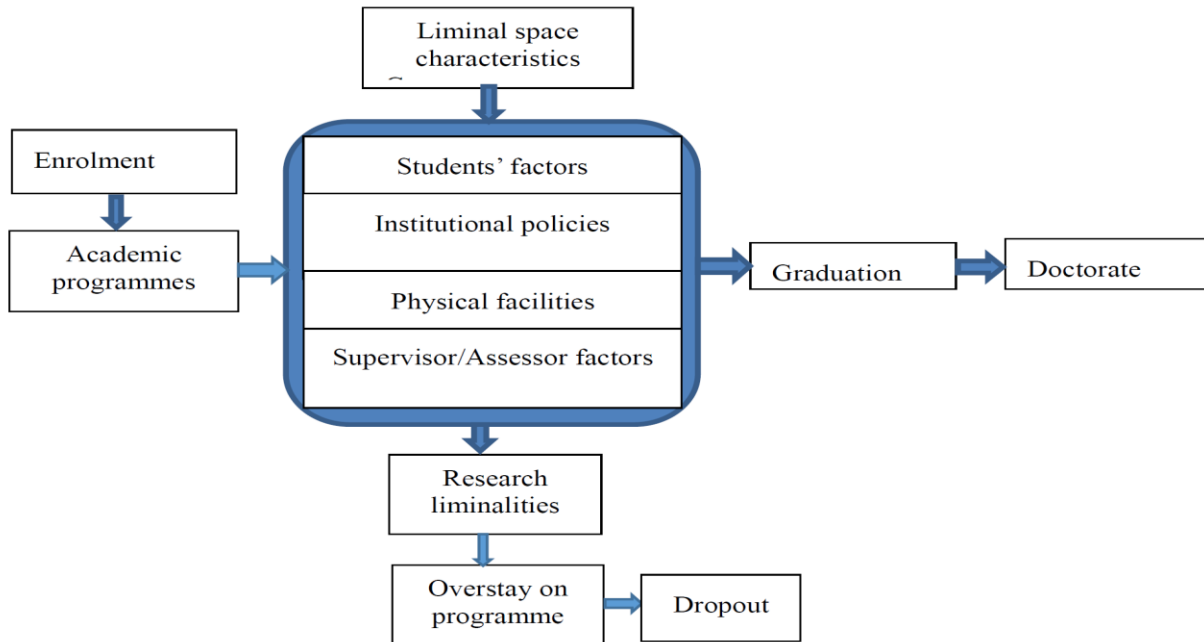 Liminal space
characteristics
Enrolment
Students’ factors
Institutional policies
Academic
programmes
Graduation
Doctorate
Physical facilities
Supervisor/Assessor factors
Research
liminalities
Overstay on
programme
Dropout